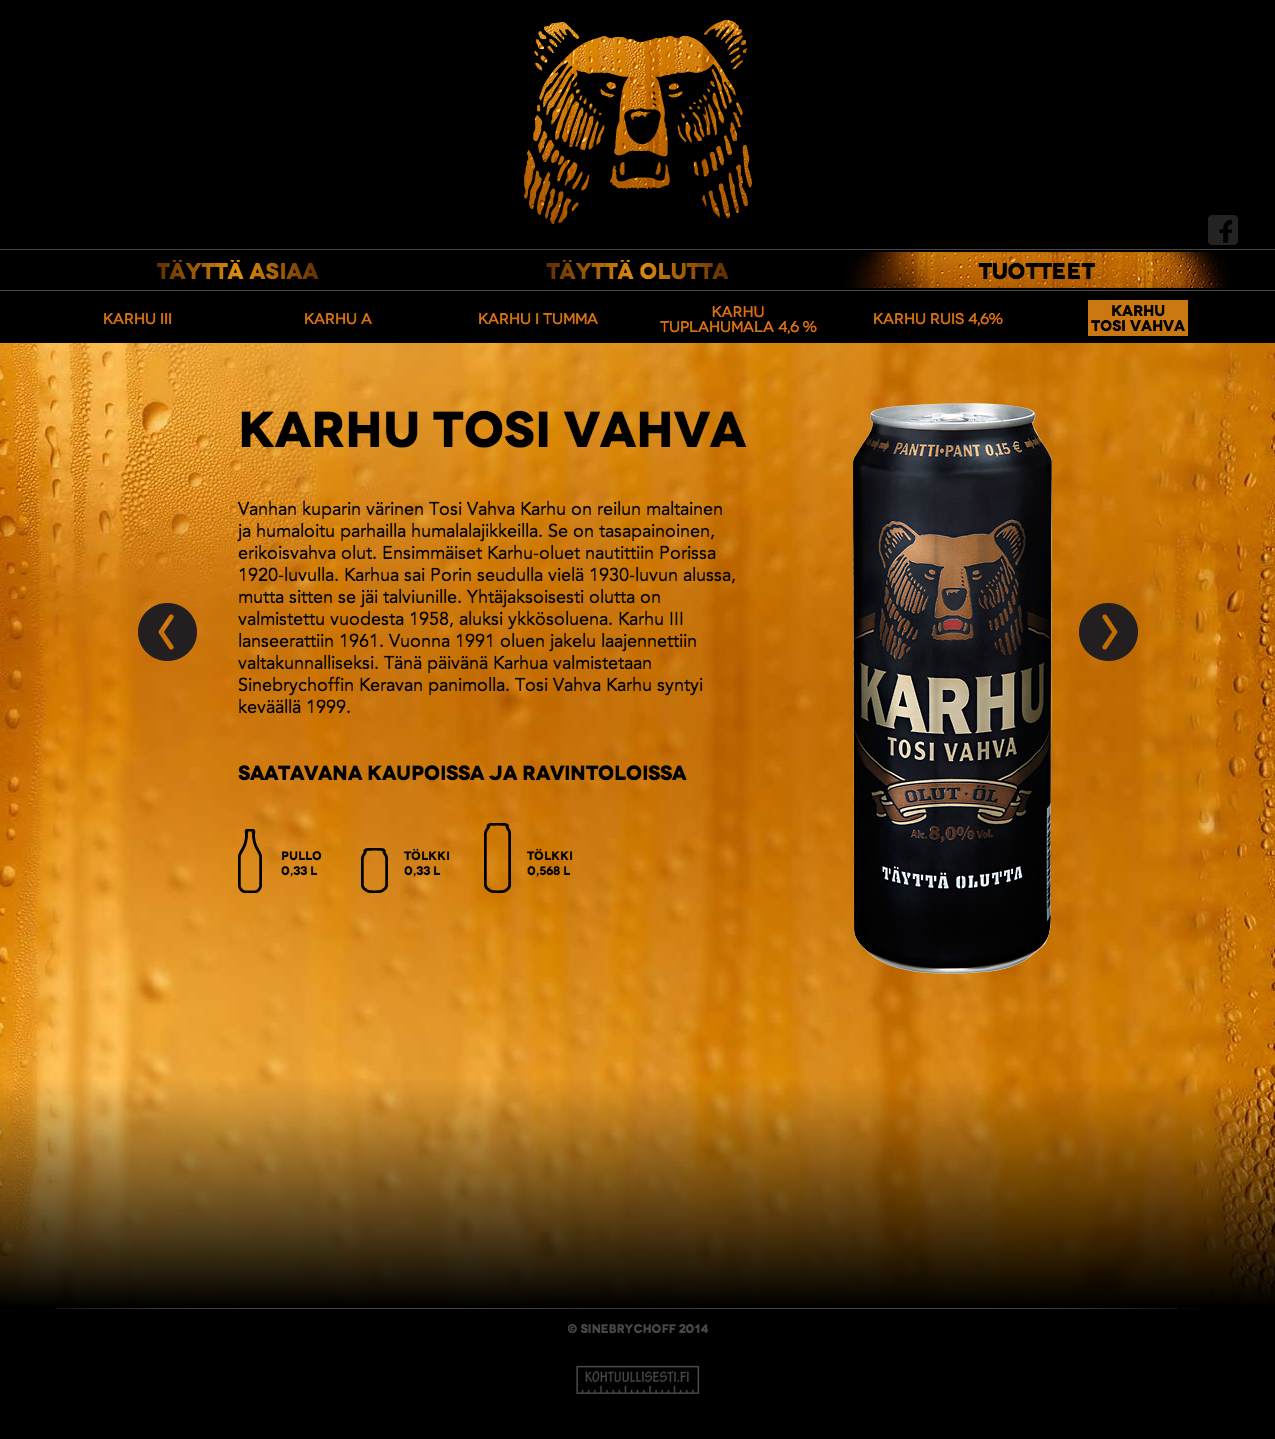 TÄYTTÄ ASIAA
TÄYTTÄ OLUTTA
TUOTTEET
KARHU III
KARHU A
KARHU I TUMMA
KARHU
TUPLAHUMALA 4,6 %
KARHU RUIS 4,6%
KARHU
TOSI VAHVA
KARHU TOSI VAHVA
Vanhan kuparin värinen Tosi Vahva Karhu on reilun maltainen
ja humaloitu parhailla humalalajikkeilla. Se on tasapainoinen,
erikoisvahva olut. Ensimmäiset Karhu-oluet nautittiin Porissa
1920-luvulla. Karhua sai Porin seudulla vielä 1930-luvun alussa,
mutta sitten se jäi talviunille. Yhtäjaksoisesti olutta on
valmistettu vuodesta 1958, aluksi ykkösoluena. Karhu III
lanseerattiin 1961. Vuonna 1991 oluen jakelu laajennettiin
valtakunnalliseksi. Tänä päivänä Karhua valmistetaan
Sinebrychoffin Keravan panimolla. Tosi Vahva Karhu syntyi
keväällä 1999.
SAATAVANA KAUPOISSA JA RAVINTOLOISSA
PULLO
0,33 L
TÖLKKI
0,33 L
TÖLKKI
0,568 L
PANTTI•PANT 0,15 €
KARHU
TOSI VAHVA
OLUT · ÖL
Alc. 8,0% Vol.
TÄYTTÄ OLUTTA
© SINEBRYCHOFF 2014
KOHTUULLISESTI.FI